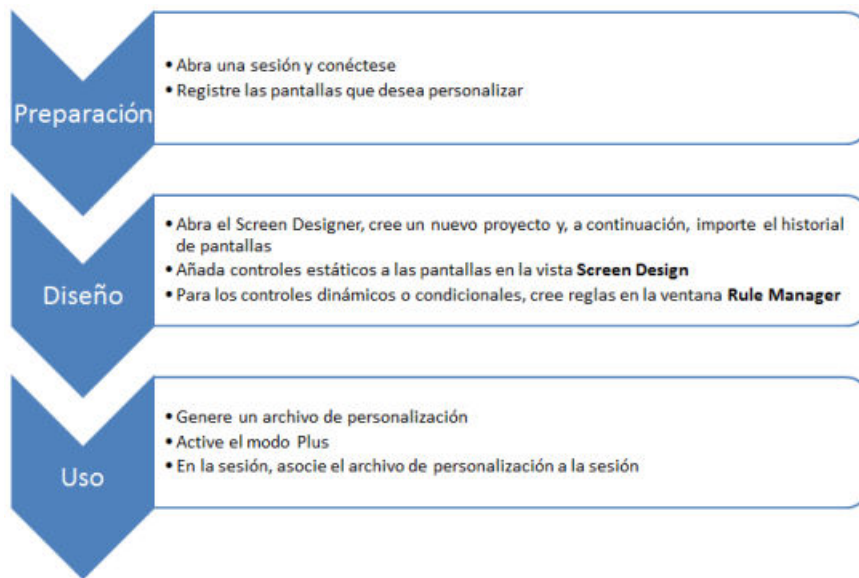 Preparación
• Abra una sesión y conéctese
• Registre las pantallas que desea personalizar
Diseño
• Abra el Screen Designer, cree un nuevo proyecto y, a continuación, importe el historial
de pantallas
• Añada controles estáticos a las pantallas en la vista Screen Design
• Para los controles dinámicos o condicionales, cree reglas en la ventana Rule Manager
Uso
• Genere un archivo de personalización
• Active el modo Plus
• En la sesión, asocie el archivo de personalización a la sesión